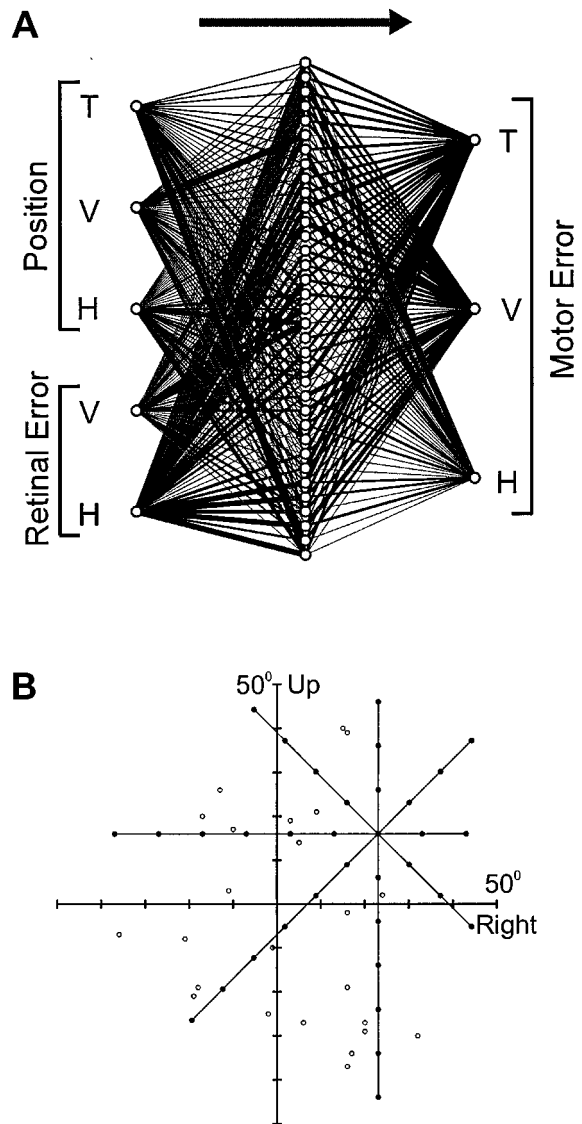 A
Position
T
V
H
Retinal Error
V
H
T
V
H
Motor Error
B
50⁰ Up
50⁰
Right